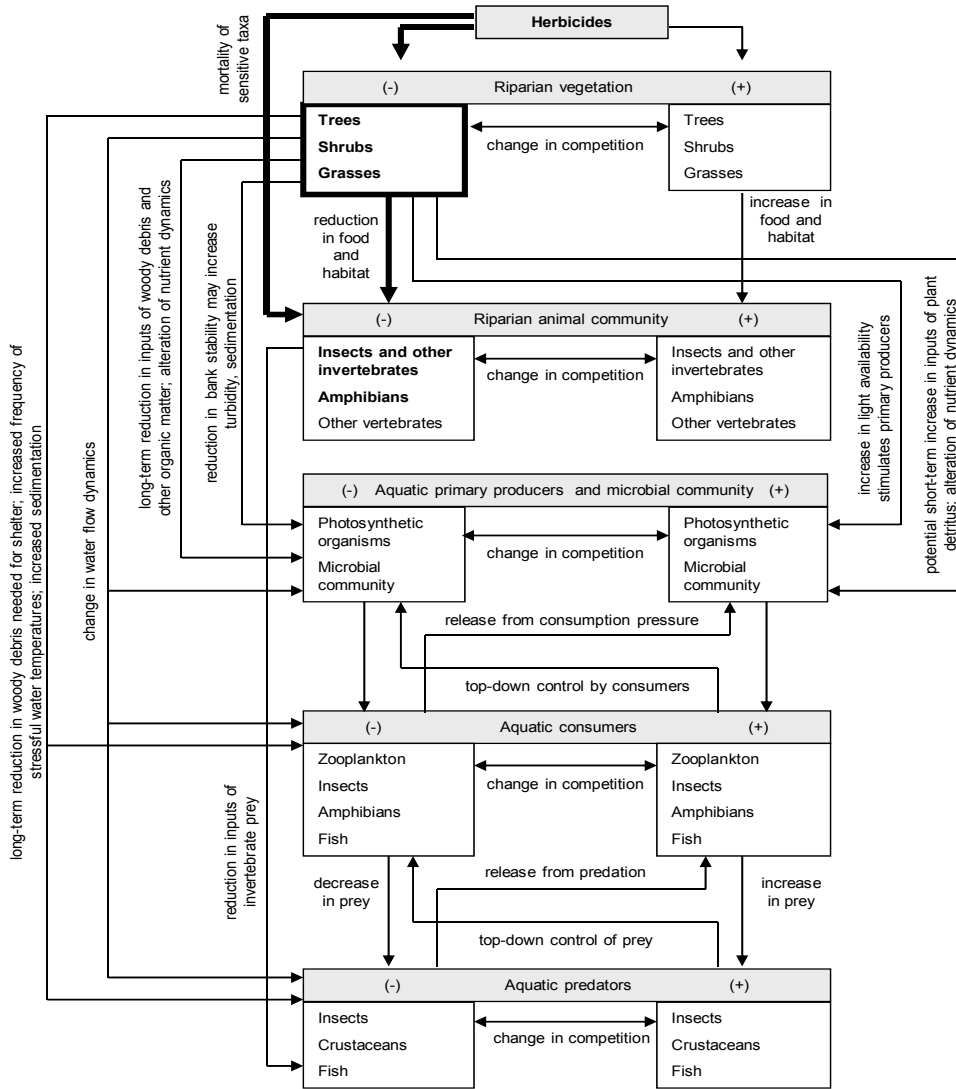 Herbicides
mortality of
sensitive taxa
(-) Riparian vegetation (+)
Trees
Shrubs
Grasses
change in competition
Trees
Shrubs
Grasses
reduction
in food
and
habitat
increase in
food and
habitat
(-) Riparian animal community (+)
Insects and other
invertebrates
Amphibians
Other vertebrates
change in competition
Insects and other
invertebrates
Amphibians
Other vertebrates
(-) Aquatic primary producers and microbial community (+)
Photosynthetic
organisms
Microbial
community
change in competition
Photosynthetic
organisms
Microbial
community
release from consumption pressure
top-down control by consumers
(-) Aquatic consumers (+)
Zooplankton
Insects
Amphibians
Fish
change in competition
Zooplankton
Insects
Amphibians
Fish
decrease
in prey
release from predation
increase
in prey
top-down control of prey
(-) Aquatic predators (+)
Insects
Crustaceans
Fish
change in competition
Insects
Crustaceans
Fish
long-term reduction in woody debris needed for shelter; increased frequency of
stressful water temperatures; increased sedimentation
change in water flow dynamics
long-term reduction in inputs of woody debris and
other organic matter; alteration of nutrient dynamics
reduction in bank stability may increase
turbidity, sedimentation
reduction in inputs of
invertebrate prey
increase in light availability
stimulates primary producers
potential short-term increase in inputs of plant
detritus; alteration of nutrient dynamics